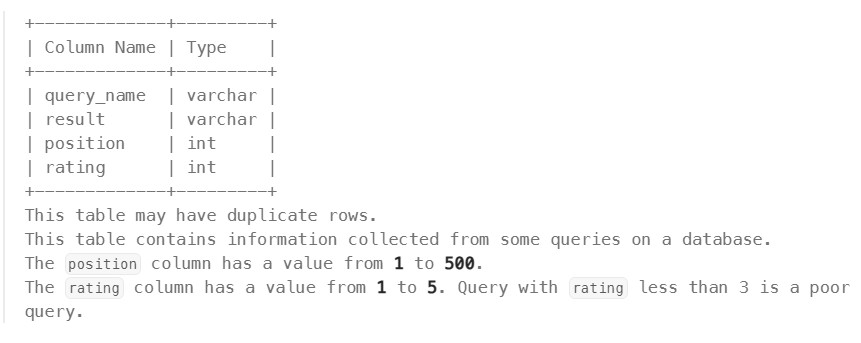 +-------------+---------+
| Column Name | Type    |
+-------------+---------+
| query_name  | varchar |
| result      | varchar |
| position    | int     |
| rating      | int     |
+-------------+---------+
This table may have duplicate rows.
This table contains information collected from some queries on a database.
The position column has a value from 1 to 500.
The rating column has a value from 1 to 5. Query with rating less than 3 is a poor
query.